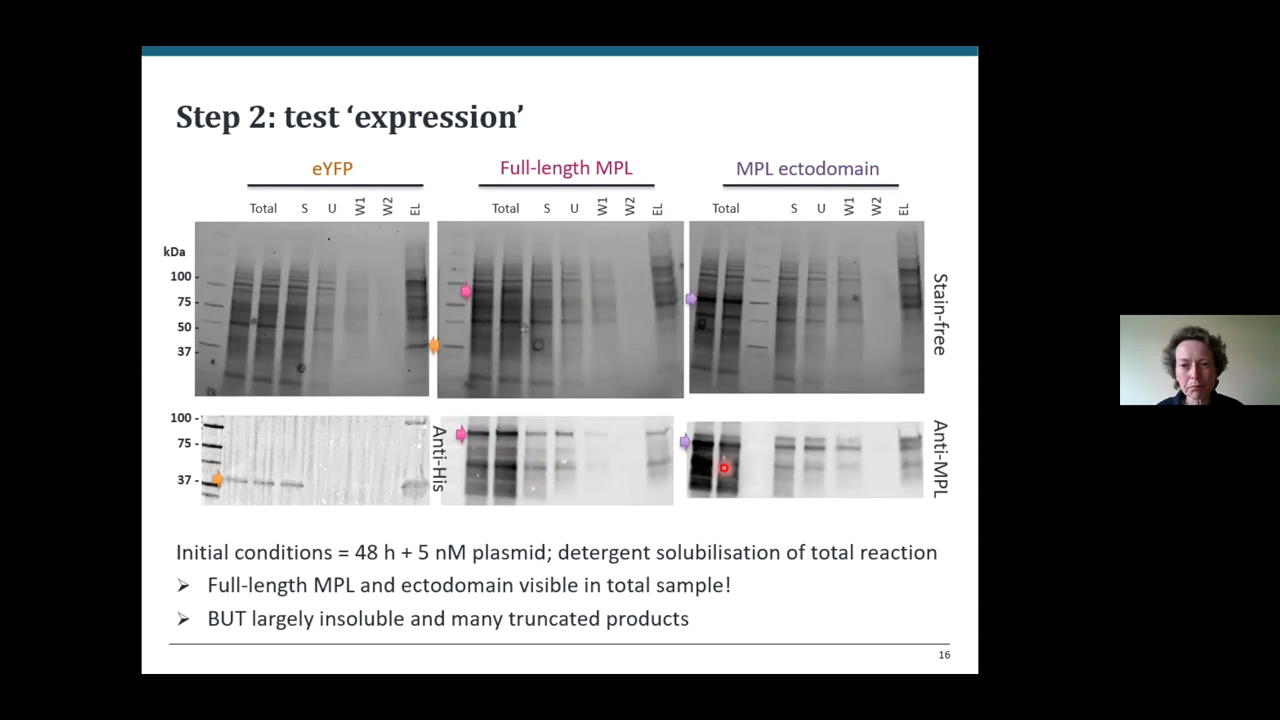 Step 2: test ‘expression’
eYFP
Full-length MPL
MPL ectodomain
Total S U W1 W2 EL
Total S U W1 W2 EL
Total S U W1 W2 EL
kDa
100 -
75 -
50 -
37 -
Stain-free
100 -
75 -
37 -
Anti-His
Anti-MPL
Initial conditions = 48 h + 5 nM plasmid; detergent solubilisation of total reaction
➢ Full-length MPL and ectodomain visible in total sample!
➢ BUT largely insoluble and many truncated products
16